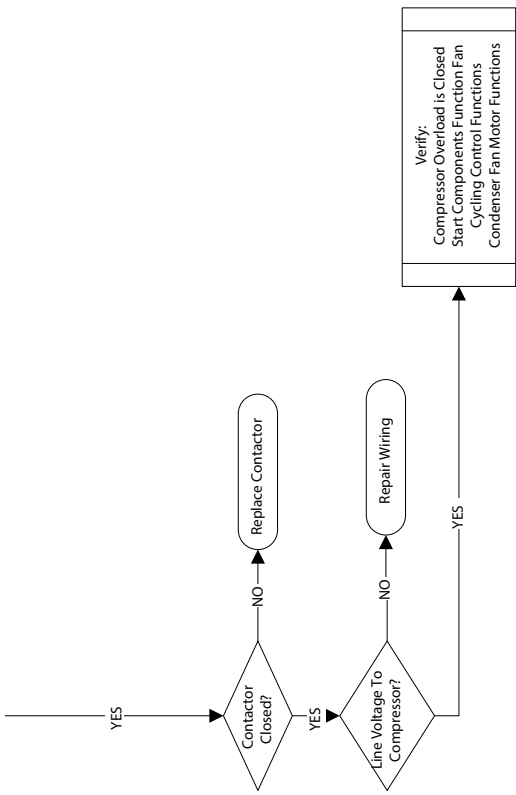 YES
Contactor
Closed?
NO
Replace Contactor
YES
Line Voltage To
Compressor?
NO
Repair Wiring
YES
Verify:
Compressor Overload is Closed
Start Components Function Fan
Cycling Control Functions
Condenser Fan Motor Functions